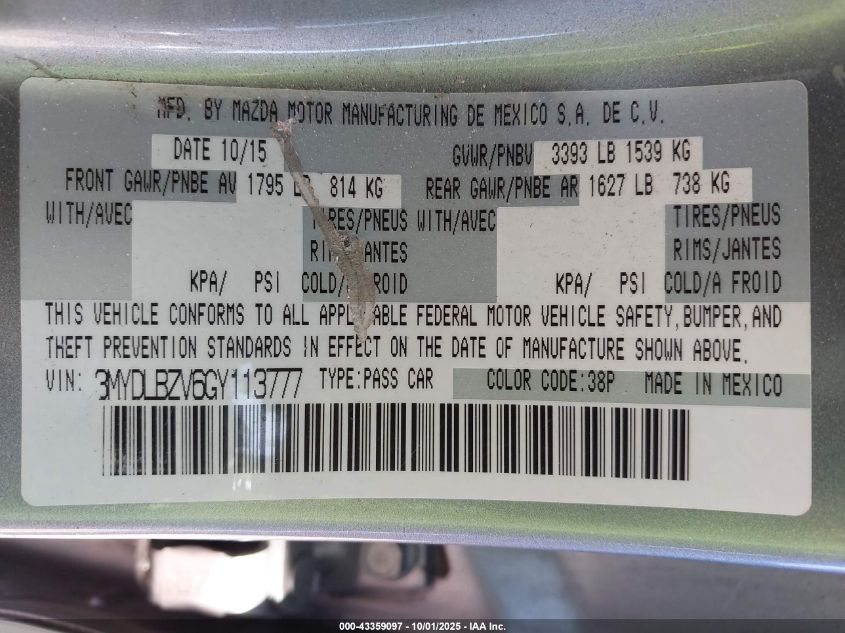 MFD. BY MAZDA MOTOR MANUFACTURING DE MEXICO S.A. DE C.V.
DATE 10/15 GVWR/PNBV 3393 LB 1539 KG
FRONT GAWR/PNBE AV 1795 LB 814 KG REAR GAWR/PNBE AR 1627 LB 738 KG
WITH/AVEC TIRES/PNEUS WITH/AVEC TIRES/PNEUS
RIMS/JANTES RIMS/JANTES
KPA/ PSI COLD/A FROID KPA/ PSI COLD/A FROID
THIS VEHICLE CONFORMS TO ALL APPLICABLE FEDERAL MOTOR VEHICLE SAFETY, BUMPER, AND
THEFT PREVENTION STANDARDS IN EFFECT ON THE DATE OF MANUFACTURE SHOWN ABOVE.
VIN: 3MYDLBZV6GY113777 TYPE:PASS CAR COLOR CODE:38P MADE IN MEXICO
000-43359097 - 10/01/2025 - IAA Inc.